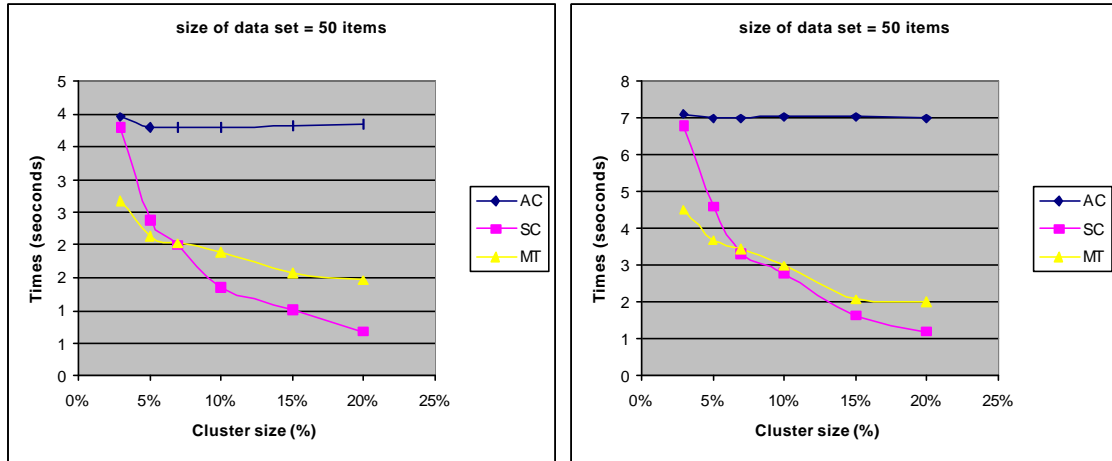 size of data set = 50 items
5
4
4
3
3
2
2
1
1
0
0% 5% 10% 15% 20% 25%
Times (seoconds)
Cluster size (%)
AC
SC
MT
size of data set = 50 items
8
7
6
5
4
3
2
1
0
0% 5% 10% 15% 20% 25%
Times (seconds)
Cluster size (%)
AC
SC
MT